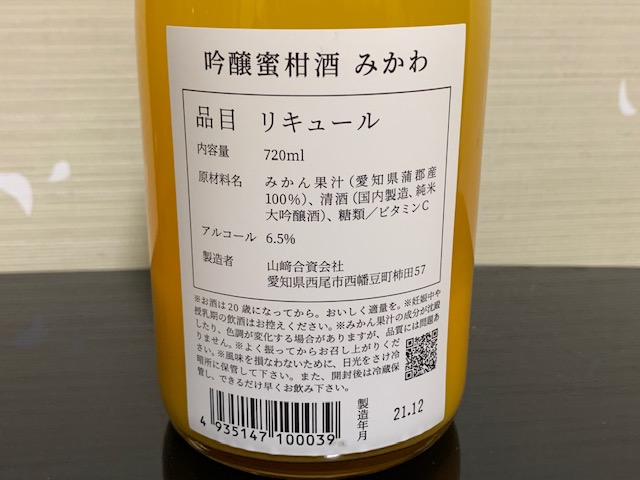 吟醸蜜柑酒 みかわ
品目 リキュール
内容量 720ml
原材料名 みかん果汁(愛知県蒲郡産
100%)、清酒(国内製造、純米
大吟醸酒)、糖類/ビタミンC
アルコール 6.5%
製造者 山﨑合資会社
愛知県西尾市西幡豆町柿田57
※お酒は20歳になってから。おいしく適量を。※妊娠中や
授乳期の飲酒はお控えください。※みかん果汁の成分が沈殿
したり、色調が変化する場合がありますが、品質には問題あ
りません。※よく振ってからお召し上がりくだ
さい。※風味を損なわないために、日光をさけ冷
暗所に保管して下さい。また、開封後は冷蔵保
管し、できるだけ早くお飲み下さい。
4 935147 100039
製造年月
21.12